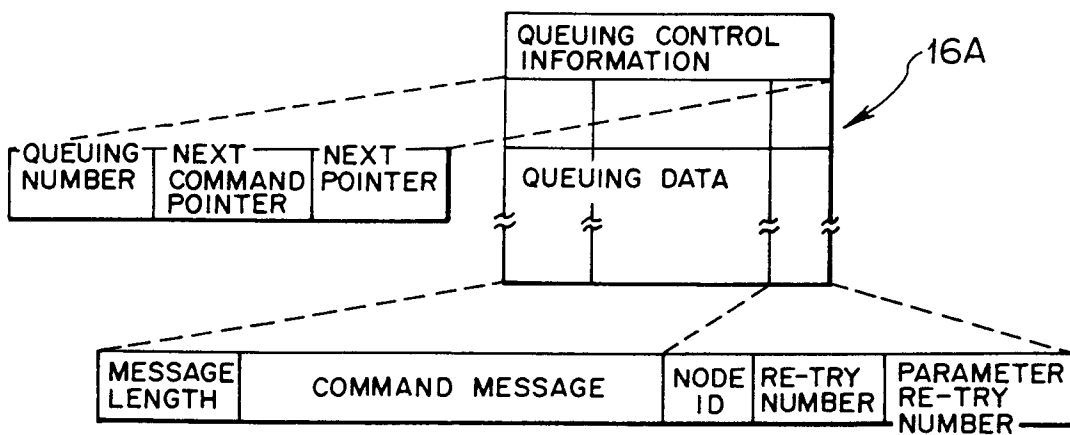 QUEUING CONTROL
INFORMATION
16A
QUEUING
NUMBER
NEXT
COMMAND
POINTER
NEXT
POINTER
QUEUING DATA
MESSAGE
LENGTH
COMMAND MESSAGE
NODE
ID
RE-TRY
NUMBER
PARAMETER
RE-TRY
NUMBER